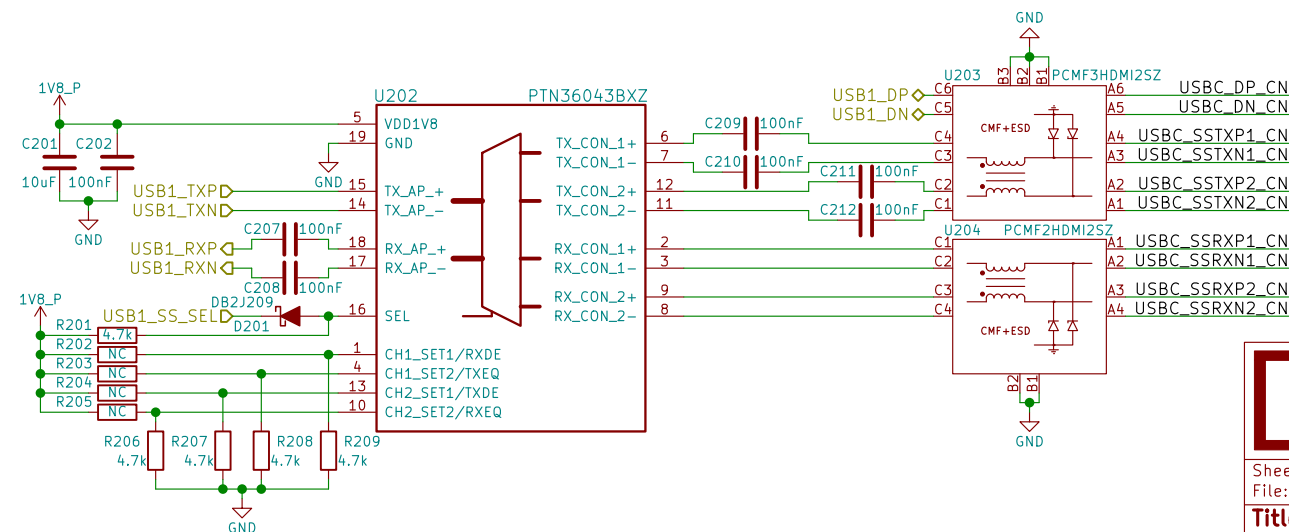 GND
U203
PCMF3HDMI2SZ
B3
B2
B1
1V8_P
U202
PTN36043BXZ
USB1_DP
C6
A6
USBC_DP_CN
USB1_DN
C5
A5
USBC_DN_CN
5
VDD1V8
C209
100nF
CMF+ESD
C201
C202
19
GND
TX_CON_1+
6
C4
A4
USBC_SSTXP1_CN
TX_CON_1-
7
C210
100nF
C3
A3
USBC_SSTXN1_CN
10uF
100nF
GND
C211
100nF
USB1_TXP
15
TX_AP_+
TX_CON_2+
12
C2
A2
USBC_SSTXP2_CN
USB1_TXN
14
TX_AP_-
TX_CON_2-
11
C212
100nF
C1
A1
USBC_SSTXN2_CN
GND
C207
100nF
U204
PCMF2HDMI2SZ
USB1_RXP
18
RX_AP_+
RX_CON_1+
2
C1
A1
USBC_SSRXP1_CN
USB1_RXN
17
RX_AP_-
RX_CON_1-
3
C2
A2
USBC_SSRXN1_CN
C208
100nF
1V8_P
DB2J209
RX_CON_2+
9
C3
A3
USBC_SSRXP2_CN
USB1_SS_SEL
16
SEL
RX_CON_2-
8
C4
A4
USBC_SSRXN2_CN
D201
R201
4.7k
CMF+ESD
R202
NC
1
CH1_SET1/RXDE
R203
NC
4
CH1_SET2/TXEQ
R204
NC
13
CH2_SET1/TXDE
B2
B1
R205
NC
10
CH2_SET2/RXEQ
R206
R207
R208
R209
GND
4.7k
4.7k
4.7k
4.7k
GND
Shee
File:
Titl